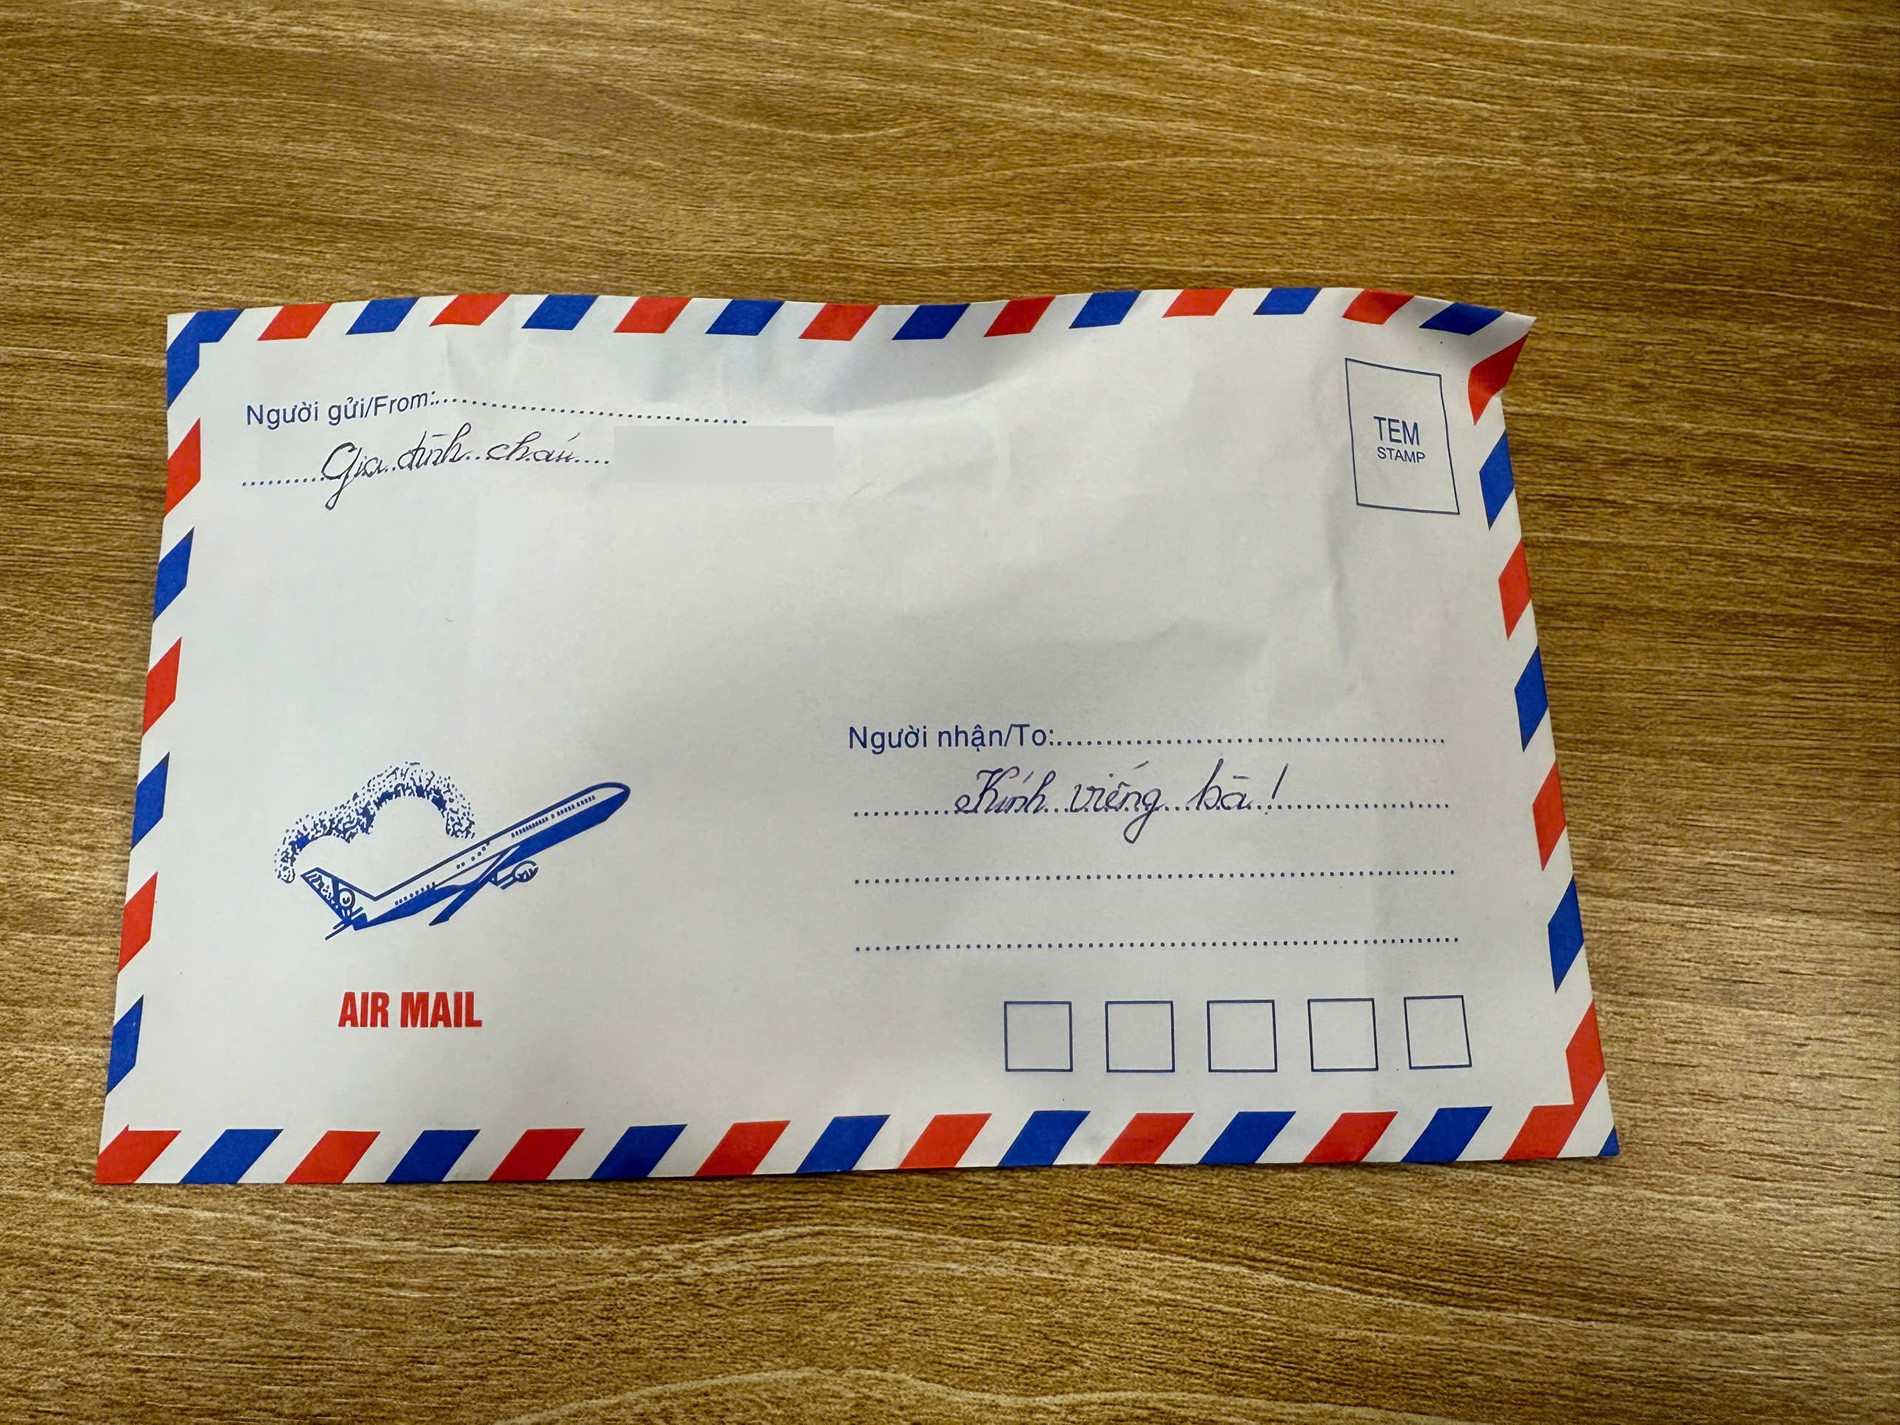 Người gửi/From:
Gia đình cháu
TEM
STAMP
Người nhận/To:
Kính viếng bà!
AIR MAIL